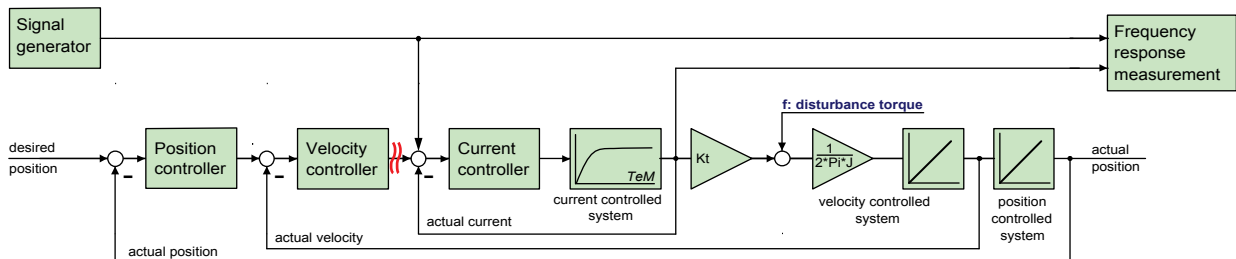 Signal
generator
Frequency
response
measurement
f: disturbance torque
desired
position
Position
controller
Velocity
controller
Current
controller
TeM
Kt
1
2*Pi*J
actual
position
current controlled
system
velocity controlled
system
position
controlled
system
actual current
actual velocity
actual position